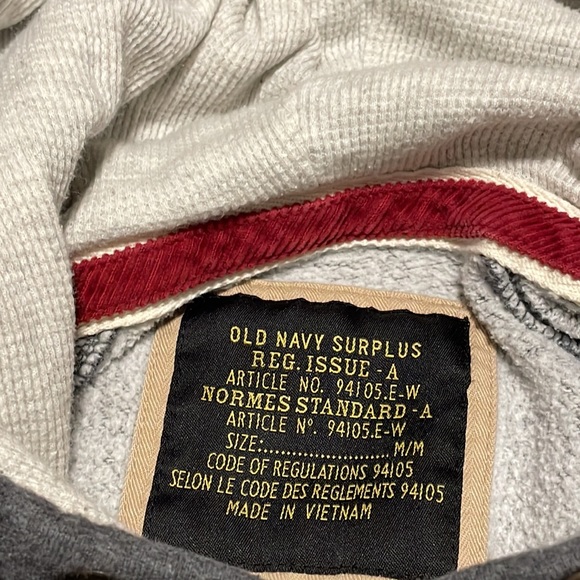 OLD NAVY SURPLUS
REG. ISSUE - A
ARTICLE NO. 94105.E-W
NORMES STANDARD - A
ARTICLE Nº. 94105.E-W
SIZE:....................... M/M
CODE OF REGULATIONS 94105
SELON LE CODE DES REGLEMENTS 94105
MADE IN VIETNAM